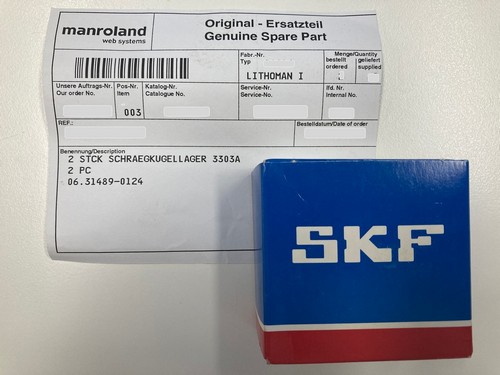 manroland
web systems
Original - Ersatzteil
Genuine Spare Part
Fabr.-Nr.
Typ
LITHOMAN I
Menge/Quantity
bestellt geliefert
ordered supplied
Unsere Auftrags-Nr.
Our order No.
Pos-Nr.
Item
003
Katalog-Nr.
Catalogue No.
Service-Nr.
Service-No.
lfd. Nr.
Internal No.
REF.:
Bestelldatum/Date of order
Benennung/Description
2 STCK SCHRAEGKUGELLAGER 3303A
2 PC
06.31489-0124
SKF